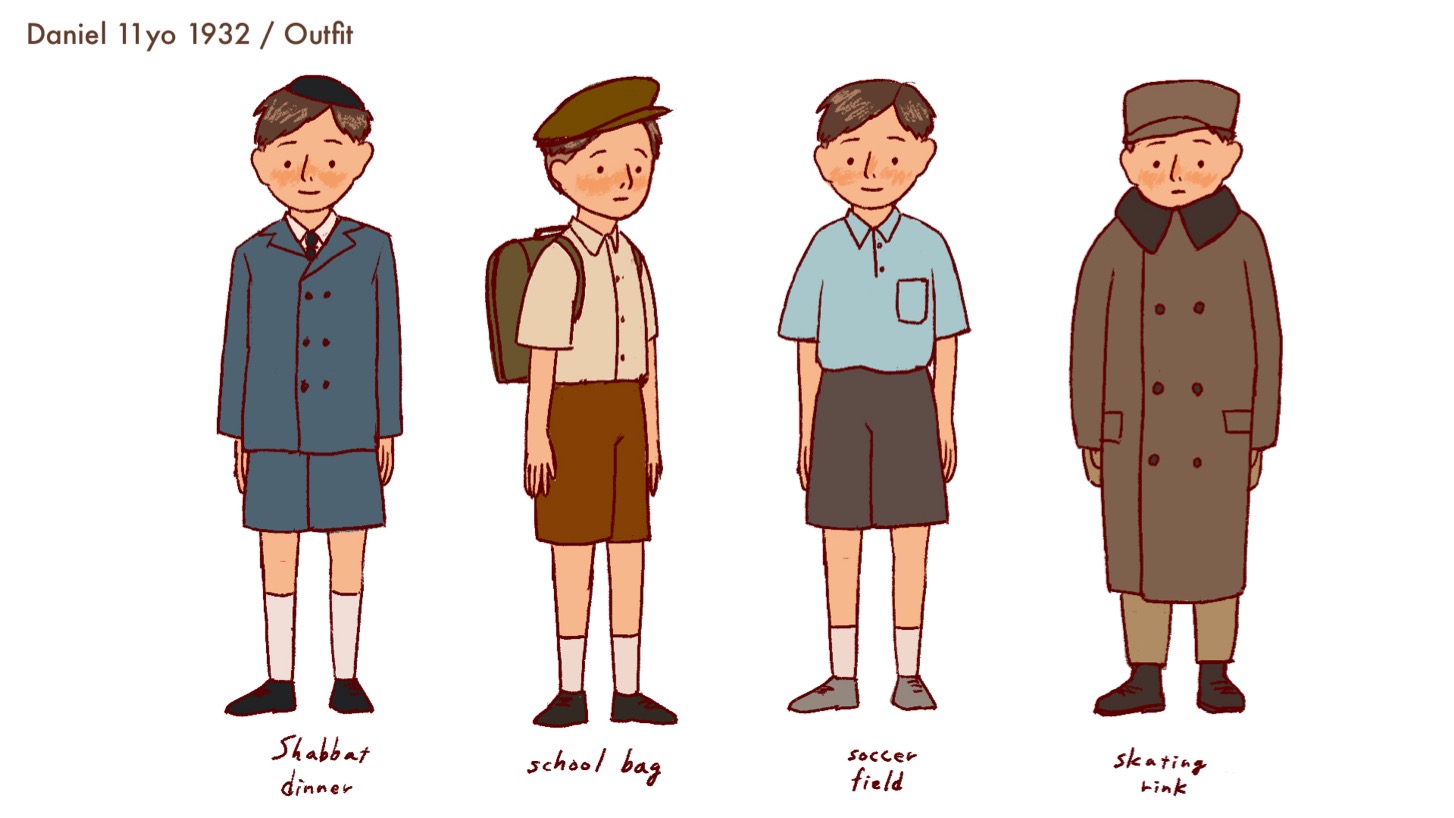 Daniel 11yo 1932 / Outfit
Shabbat
dinner
school bag
soccer
field
skating
rink